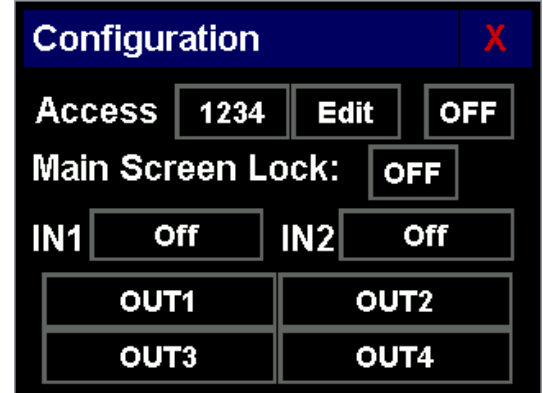 Configuration X
Access 1234 Edit OFF
Main Screen Lock: OFF
IN1 Off IN2 Off
OUT1 OUT2
OUT3 OUT4